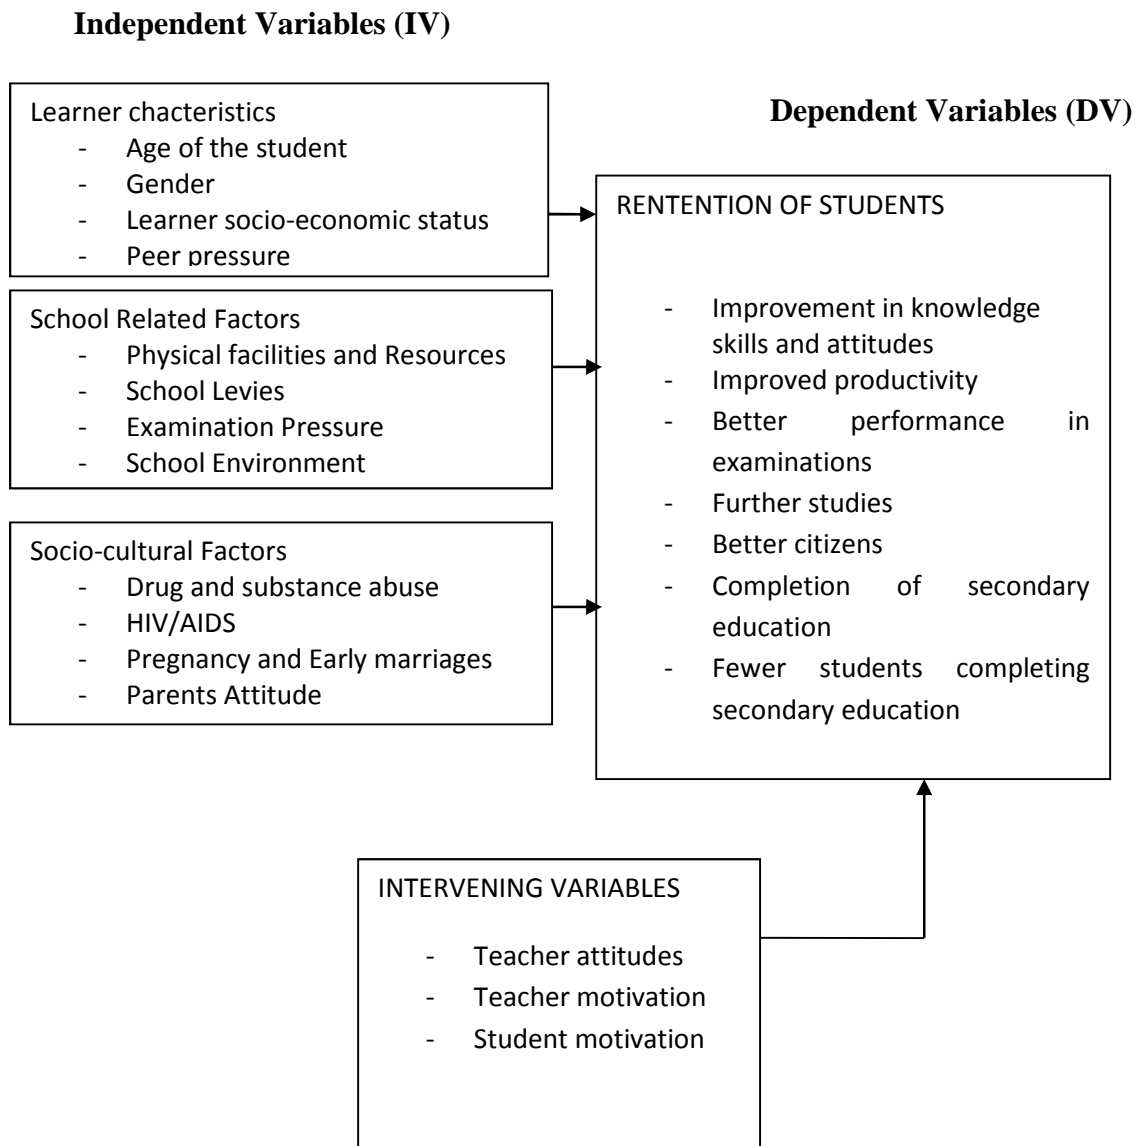 Independent Variables (IV)
Learner chacteristics
- Age of the student
- Gender
- Learner socio-economic status
- Peer pressure
School Related Factors
- Physical facilities and Resources
- School Levies
- Examination Pressure
- School Environment
Socio-cultural Factors
- Drug and substance abuse
- HIV/AIDS
- Pregnancy and Early marriages
- Parents Attitude
Dependent Variables (DV)
RENTENTION OF STUDENTS
- Improvement in knowledge
skills and attitudes
- Improved productivity
- Better performance in
examinations
- Further studies
- Better citizens
- Completion of secondary
education
- Fewer students completing
secondary education
INTERVENING VARIABLES
- Teacher attitudes
- Teacher motivation
- Student motivation